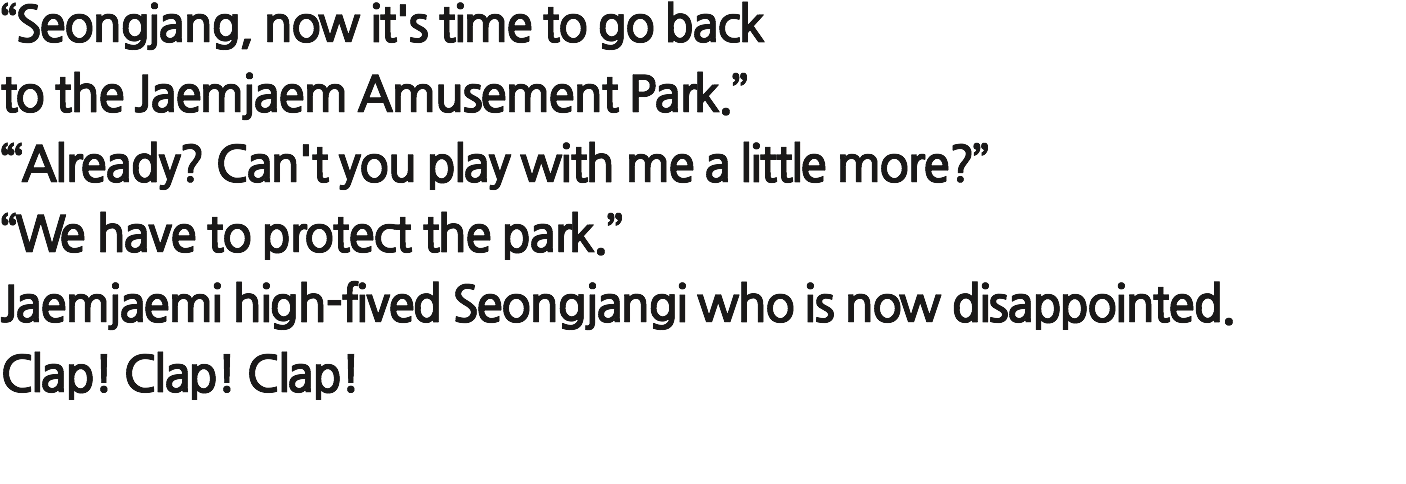 “Seongjang, now it's time to go back
to the Jaemjaem Amusement Park.”
“‘Already? Can't you play with me a little more?”
“We have to protect the park.”
Jaemjaemi high-fived Seongjangi who is now disappointed.
Clap! Clap! Clap!